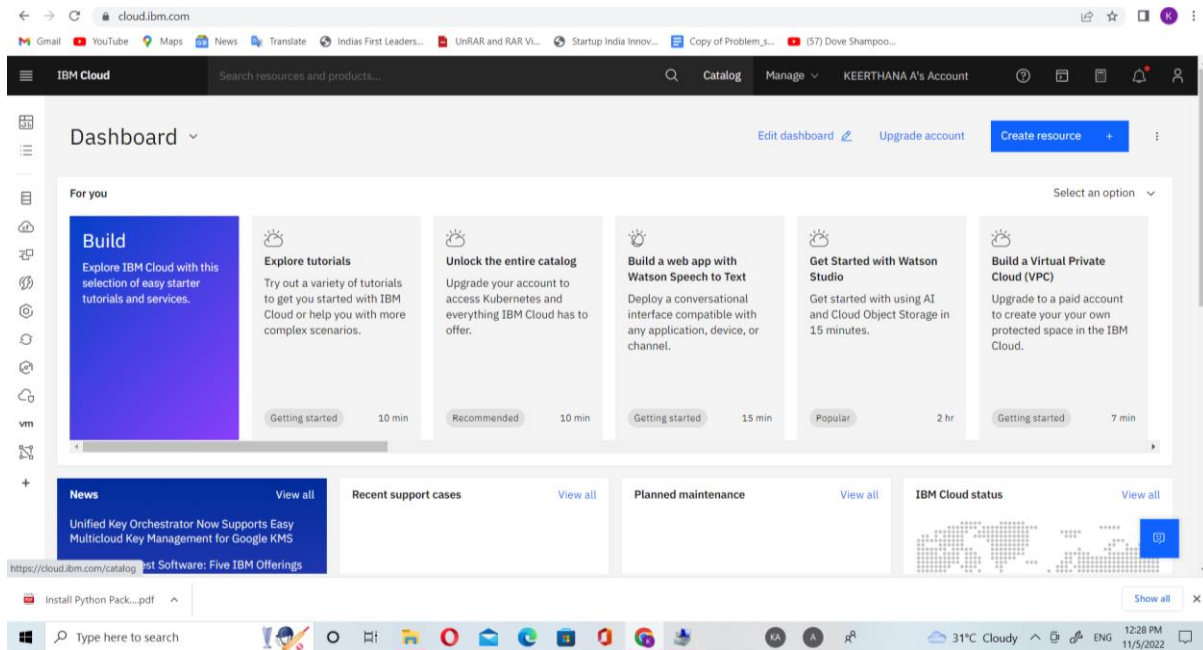 cloud.ibm.com
K
Gmail YouTube Maps News Translate Indias First Leaders... UnRAR and RAR Vi... Startup India Innov... Copy of Problem_s... (57) Dove Shampoo...
IBM Cloud Search resources and products... Catalog Manage KEERTHANA A's Account
Dashboard Edit dashboard Upgrade account Create resource +
For you Select an option
Build
Explore IBM Cloud with this
selection of easy starter
tutorials and services.
Explore tutorials
Try out a variety of tutorials
to get you started with IBM
Cloud or help you with more
complex scenarios.
Getting started 10 min
Unlock the entire catalog
Upgrade your account to
access Kubernetes and
everything IBM Cloud has to
offer.
Recommended 10 min
Build a web app with
Watson Speech to Text
Deploy a conversational
interface compatible with
any application, device, or
channel.
Getting started 15 min
Get Started with Watson
Studio
Get started with using AI
and Cloud Object Storage in
15 minutes.
Popular 2 hr
Build a Virtual Private
Cloud (VPC)
Upgrade to a paid account
to create your your own
protected space in the IBM
Cloud.
Getting started 7 min
vm
News View all
Unified Key Orchestrator Now Supports Easy
Multicloud Key Management for Google KMS
est Software: Five IBM Offerings
Recent support cases View all
Planned maintenance View all
IBM Cloud status View all
https://cloud.ibm.com/catalog
Install Python Pack....pdf Show all
Type here to search KA A 31°C Cloudy ENG 12:28 PM
11/5/2022